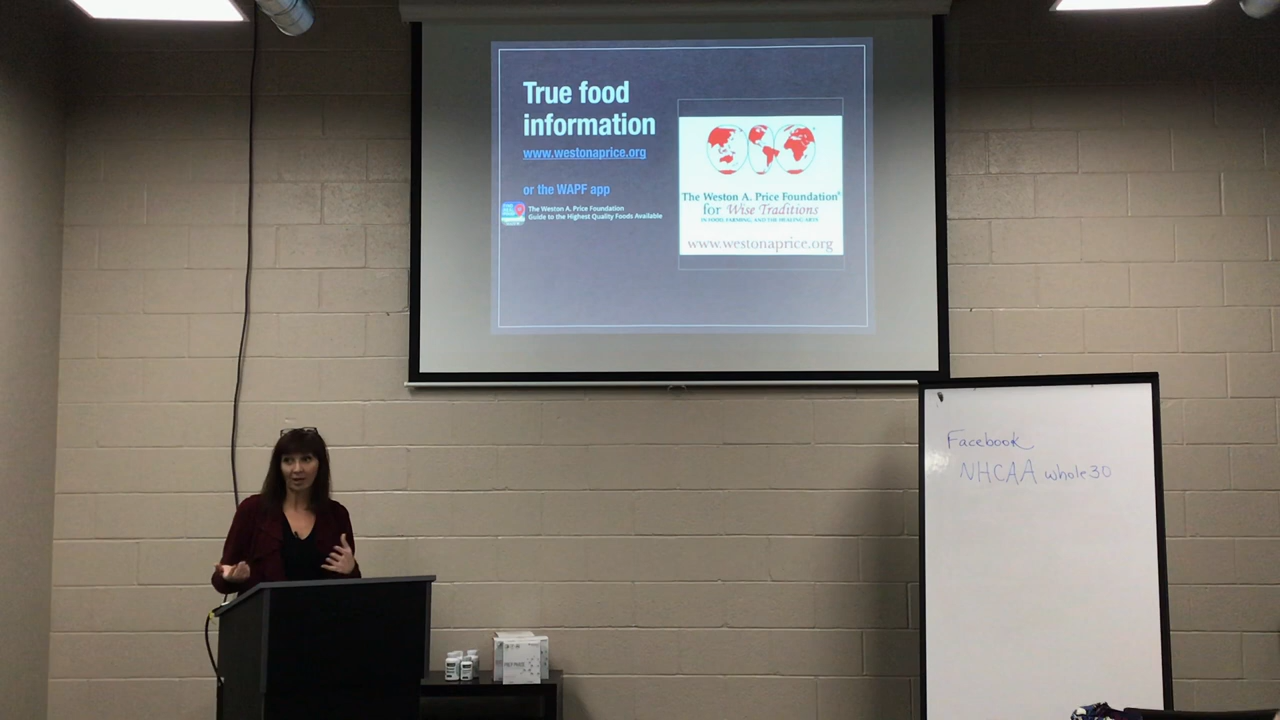 True food
information
www.westonaprice.org
or the WAPF app
The Weston A. Price Foundation
Guide to the Highest Quality Foods Available
The Weston A. Price Foundation®
for Wise Traditions
IN FOOD, FARMING, AND THE HEALING ARTS
www.westonaprice.org
Facebook
NHCAA whole30